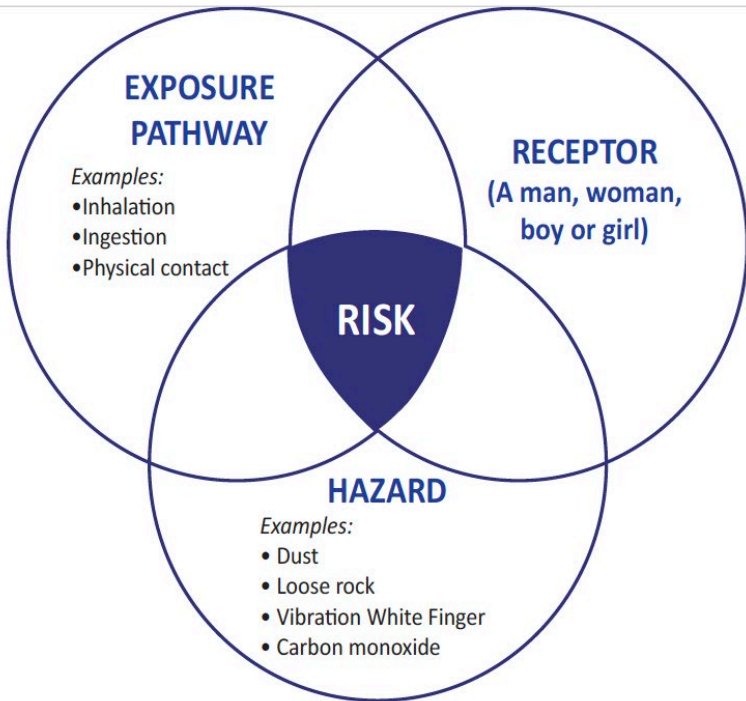 EXPOSURE
PATHWAY
Examples:
•Inhalation
•Ingestion
•Physical contact
RECEPTOR
(A man, woman,
boy or girl)
RISK
HAZARD
Examples:
• Dust
• Loose rock
• Vibration White Finger
• Carbon monoxide